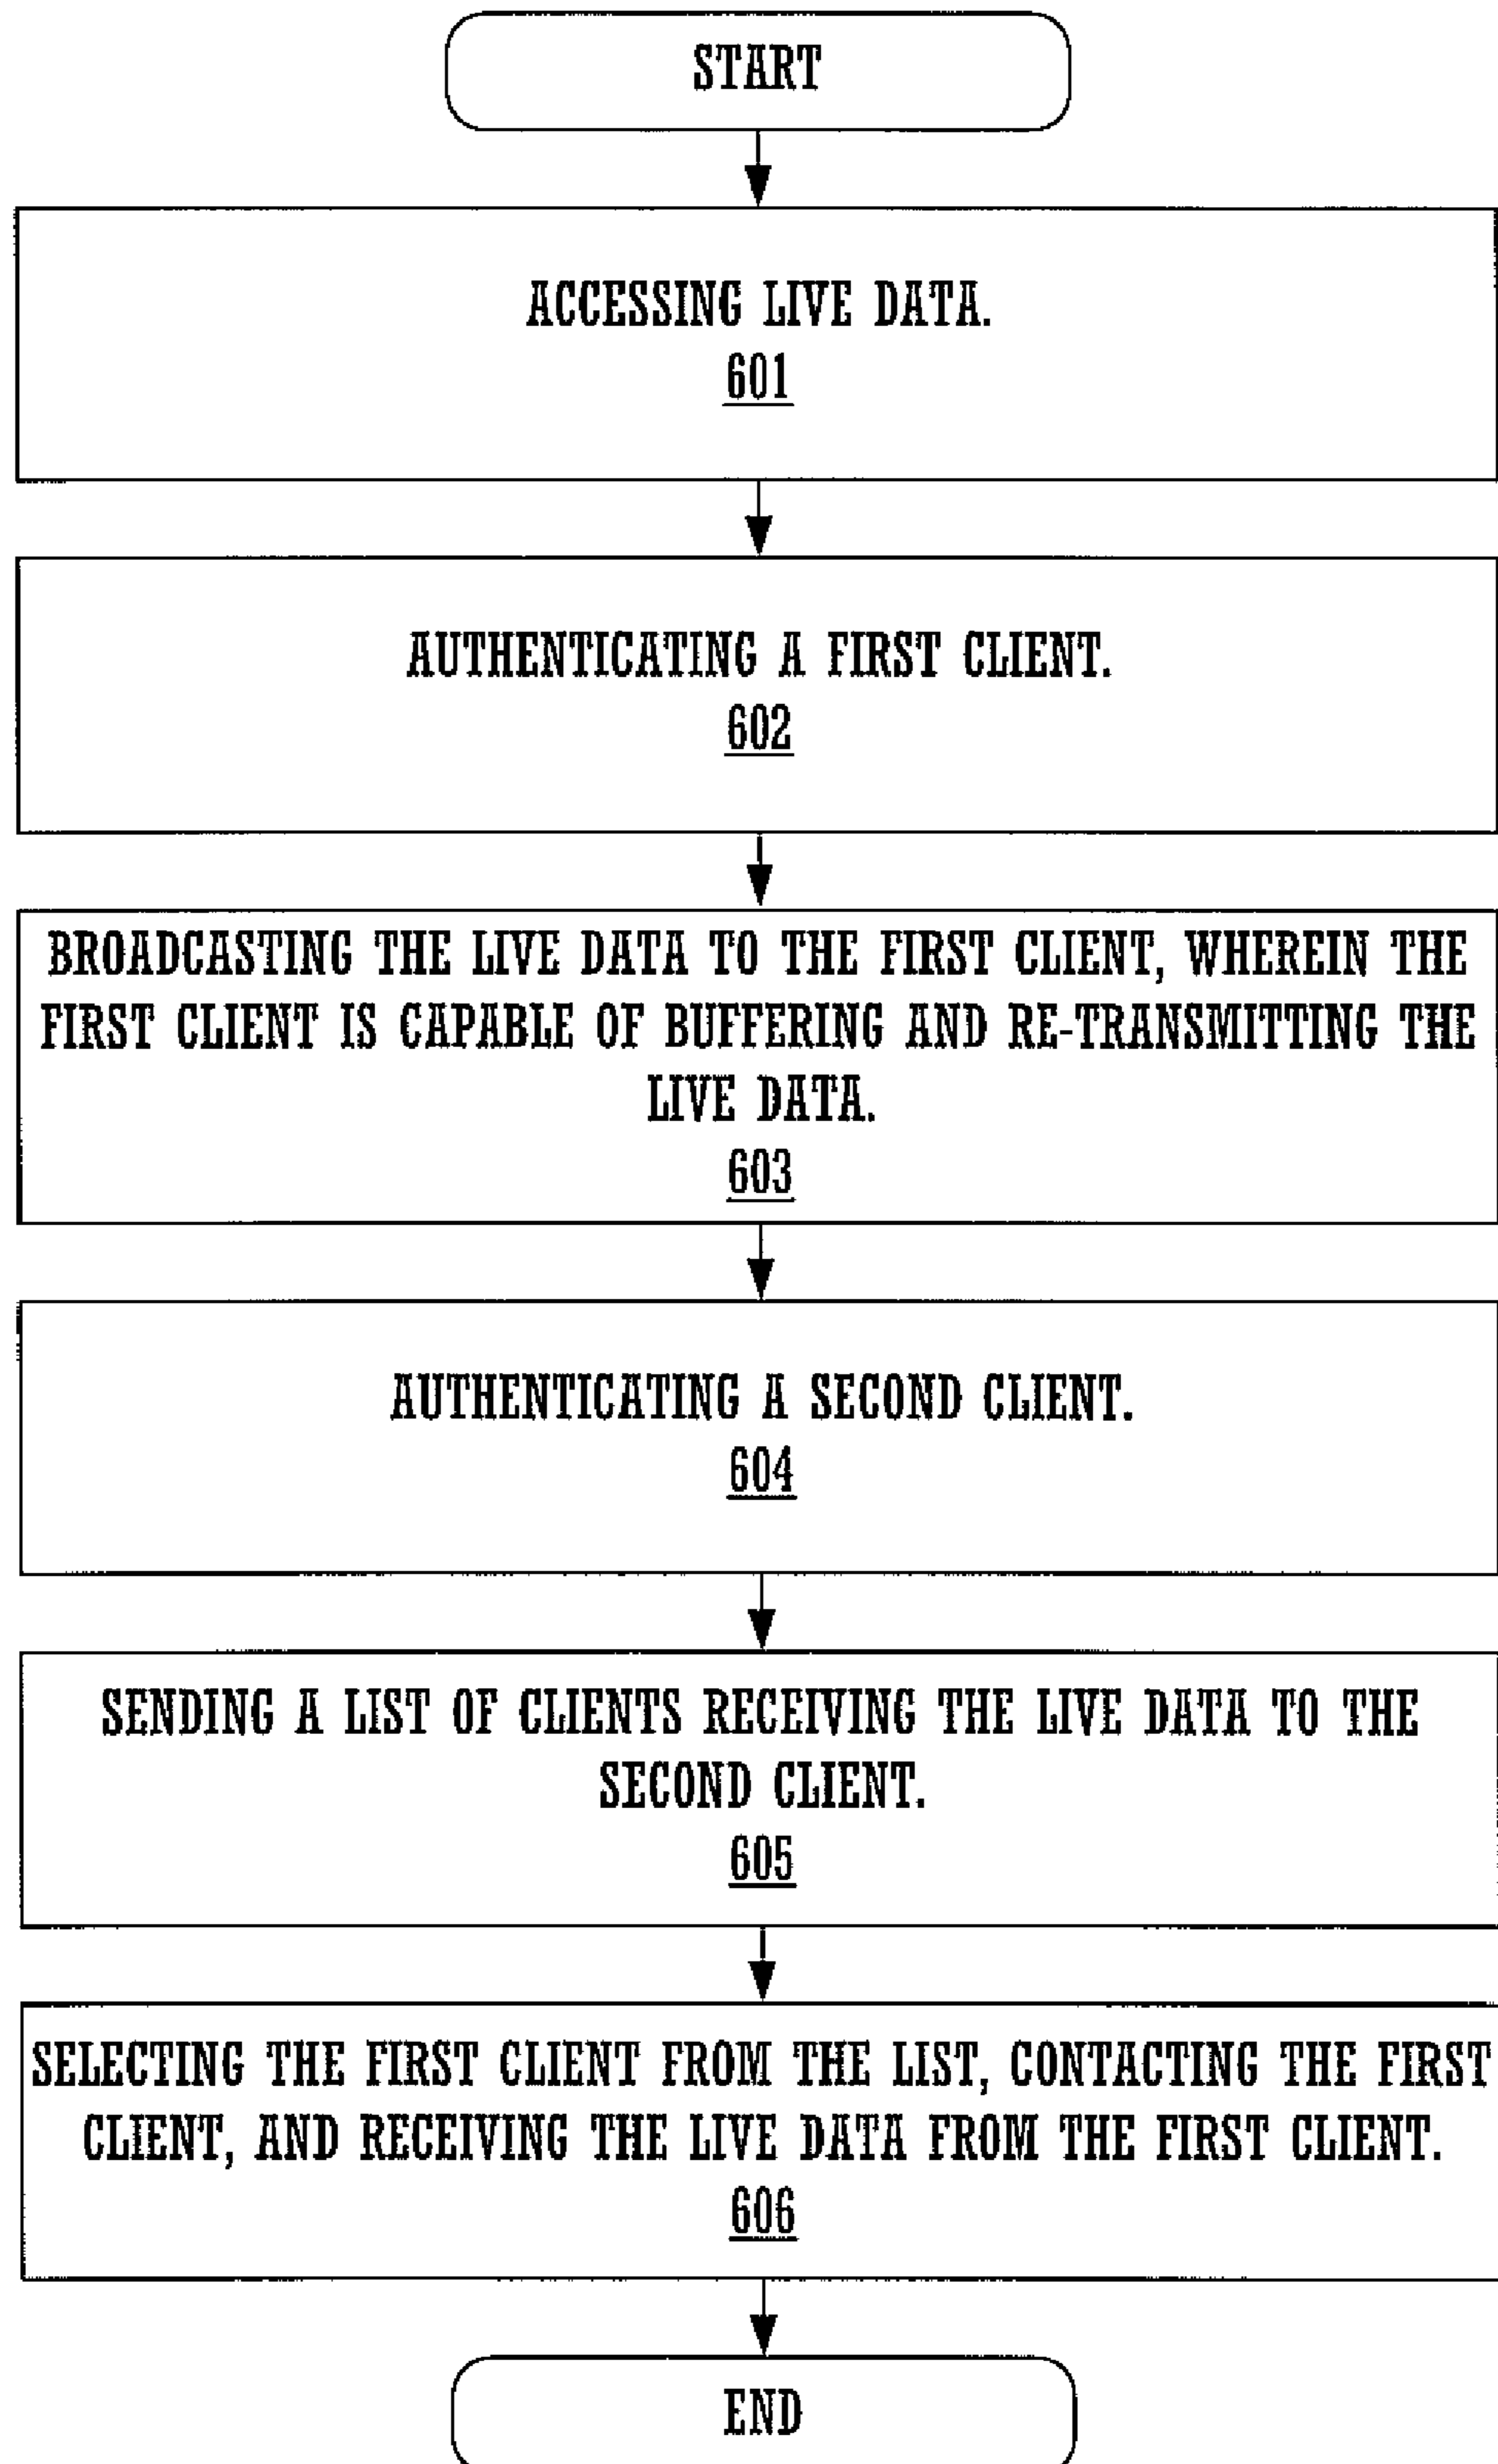 START
ACCESSING LIVE DATA.
601
AUTHENTICATING A FIRST CLIENT.
602
BROADCASTING THE LIVE DATA TO THE FIRST CLIENT, WHEREIN THE
FIRST CLIENT IS CAPABLE OF BUFFERING AND RE-TRANSMITTING THE
LIVE DATA.
603
AUTHENTICATING A SECOND CLIENT.
604
SENDING A LIST OF CLIENTS RECEIVING THE LIVE DATA TO THE
SECOND CLIENT.
605
SELECTING THE FIRST CLIENT FROM THE LIST, CONTACTING THE FIRST
CLIENT, AND RECEIVING THE LIVE DATA FROM THE FIRST CLIENT.
606
END